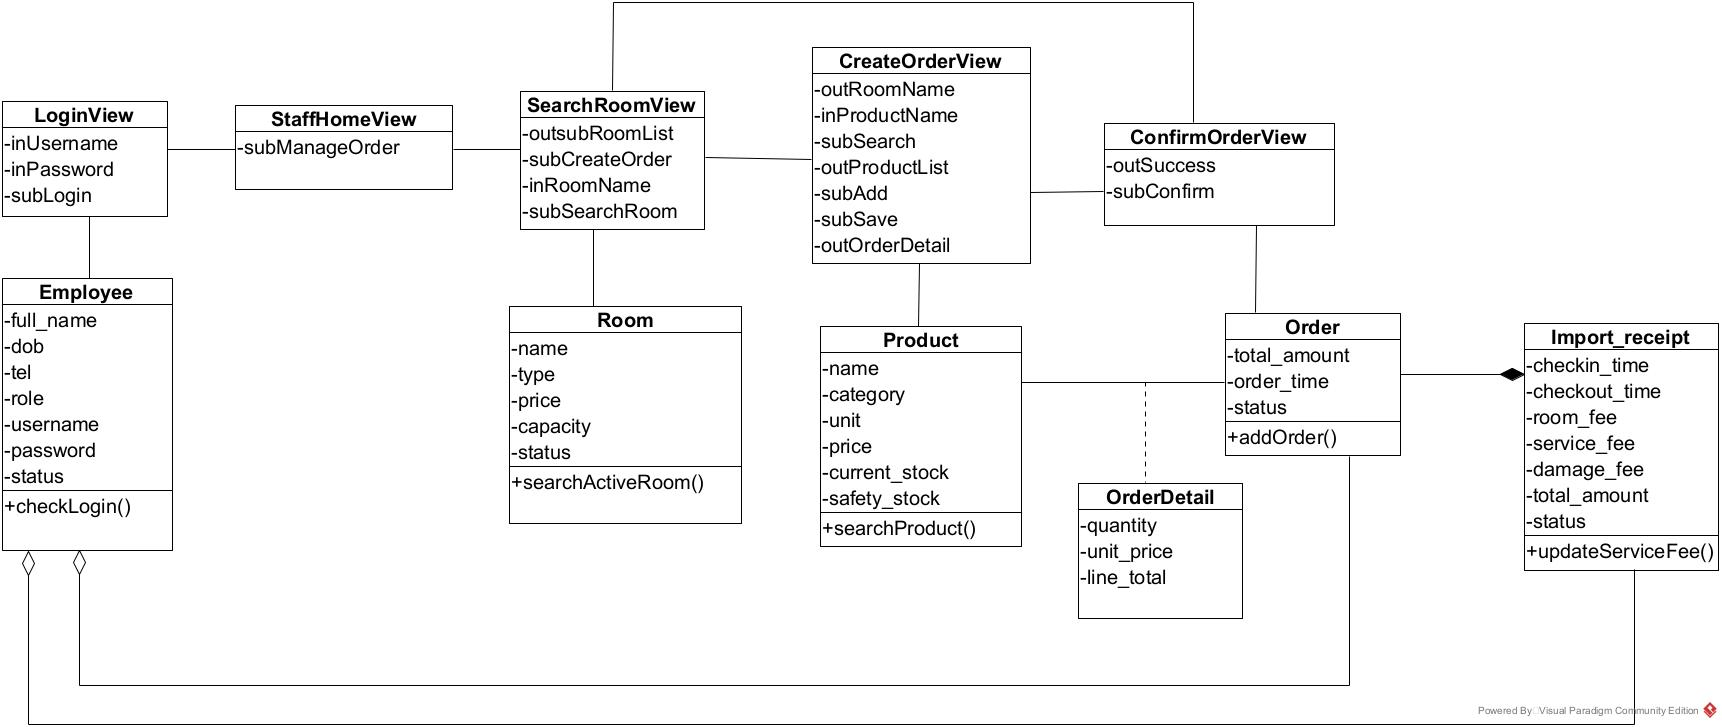 LoginView
-inUsername
-inPassword
-subLogin
StaffHomeView
-subManageOrder
SearchRoomView
-outsubRoomList
-subCreateOrder
-inRoomName
-subSearchRoom
CreateOrderView
-outRoomName
-inProductName
-subSearch
-outProductList
-subAdd
-subSave
-outOrderDetail
ConfirmOrderView
-outSuccess
-subConfirm
Employee
-full_name
-dob
-tel
-role
-username
-password
-status
+checkLogin()
Room
-name
-type
-price
-capacity
-status
+searchActiveRoom()
Product
-name
-category
-unit
-price
-current_stock
-safety_stock
+searchProduct()
Order
-total_amount
-order_time
-status
+addOrder()
Import_receipt
-checkin_time
-checkout_time
-room_fee
-service_fee
-damage_fee
-total_amount
-status
+updateServiceFee()
OrderDetail
-quantity
-unit_price
-line_total
Powered By Visual Paradigm Community Edition